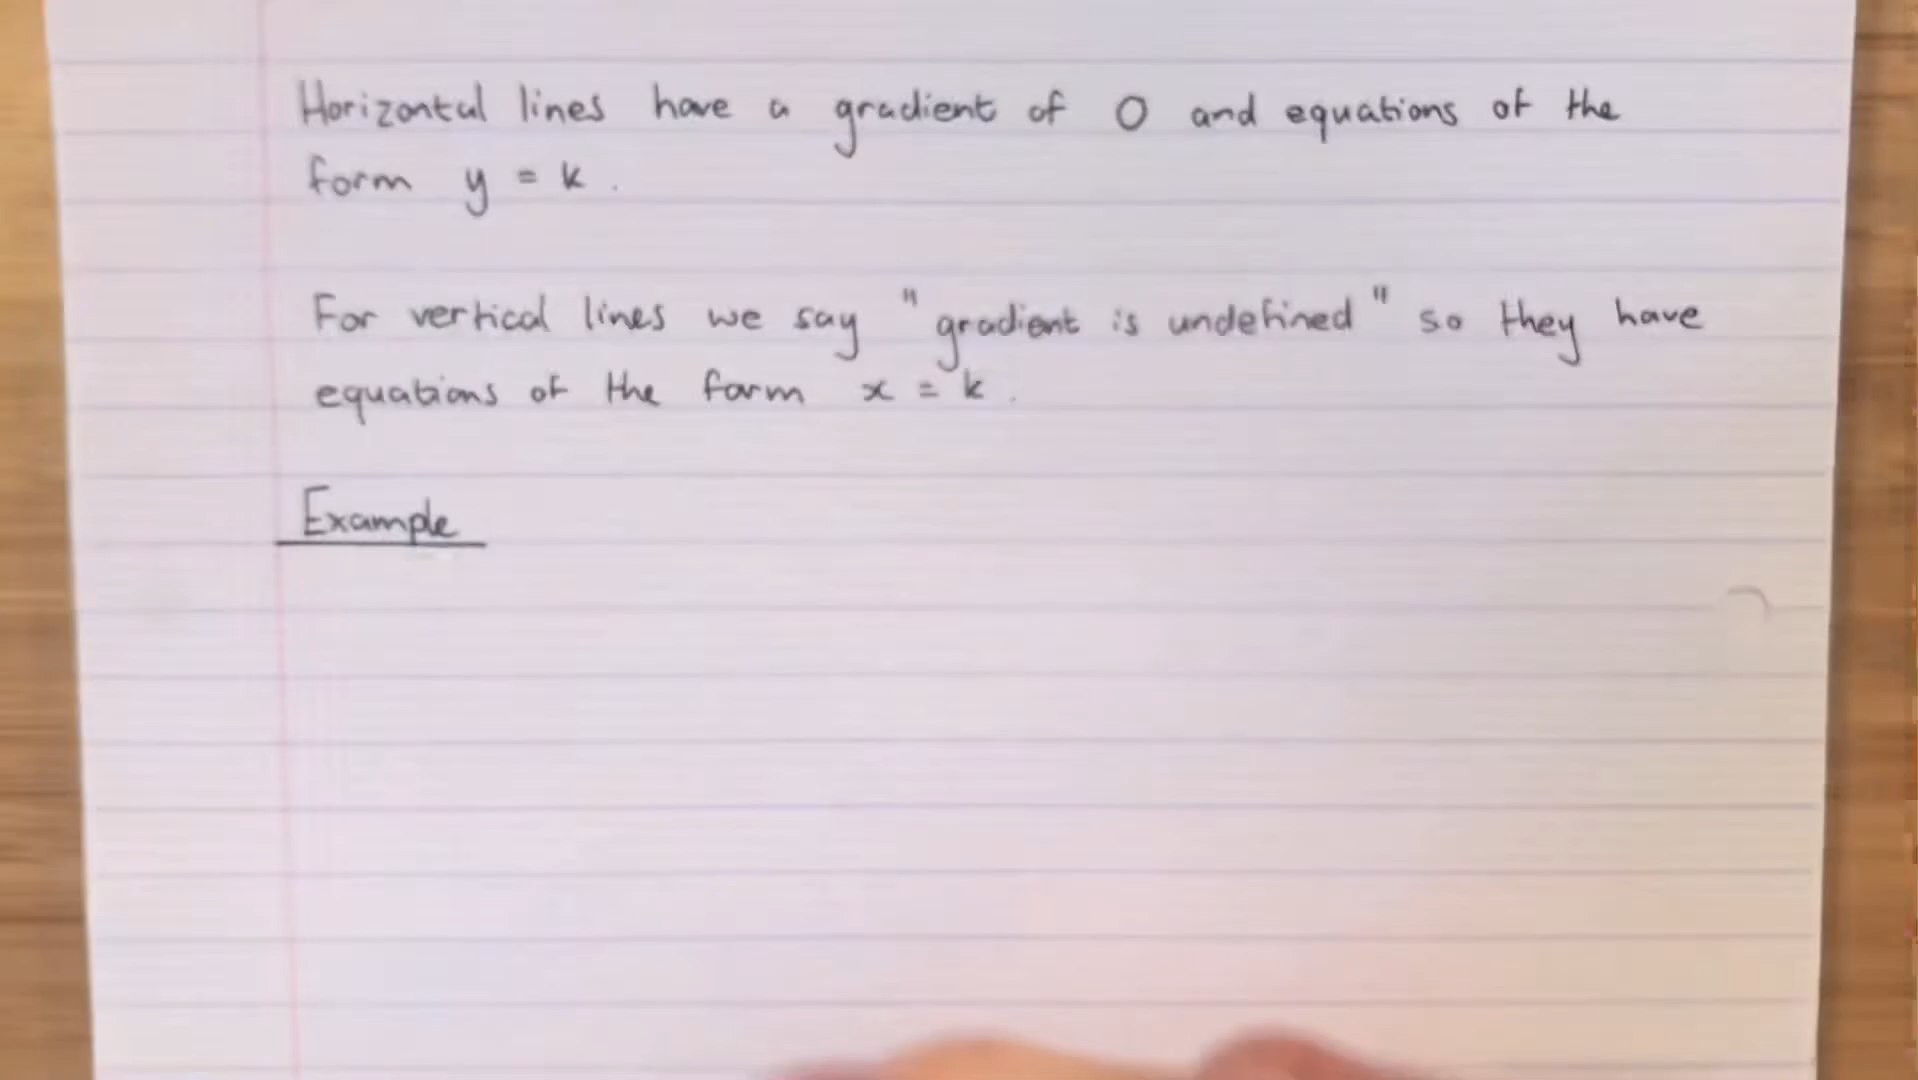 Horizontal lines have a gradient of 0 and equations of the
form y = k .
For vertical lines we say "gradient is undefined" so they have
equations of the form x = k .
Example